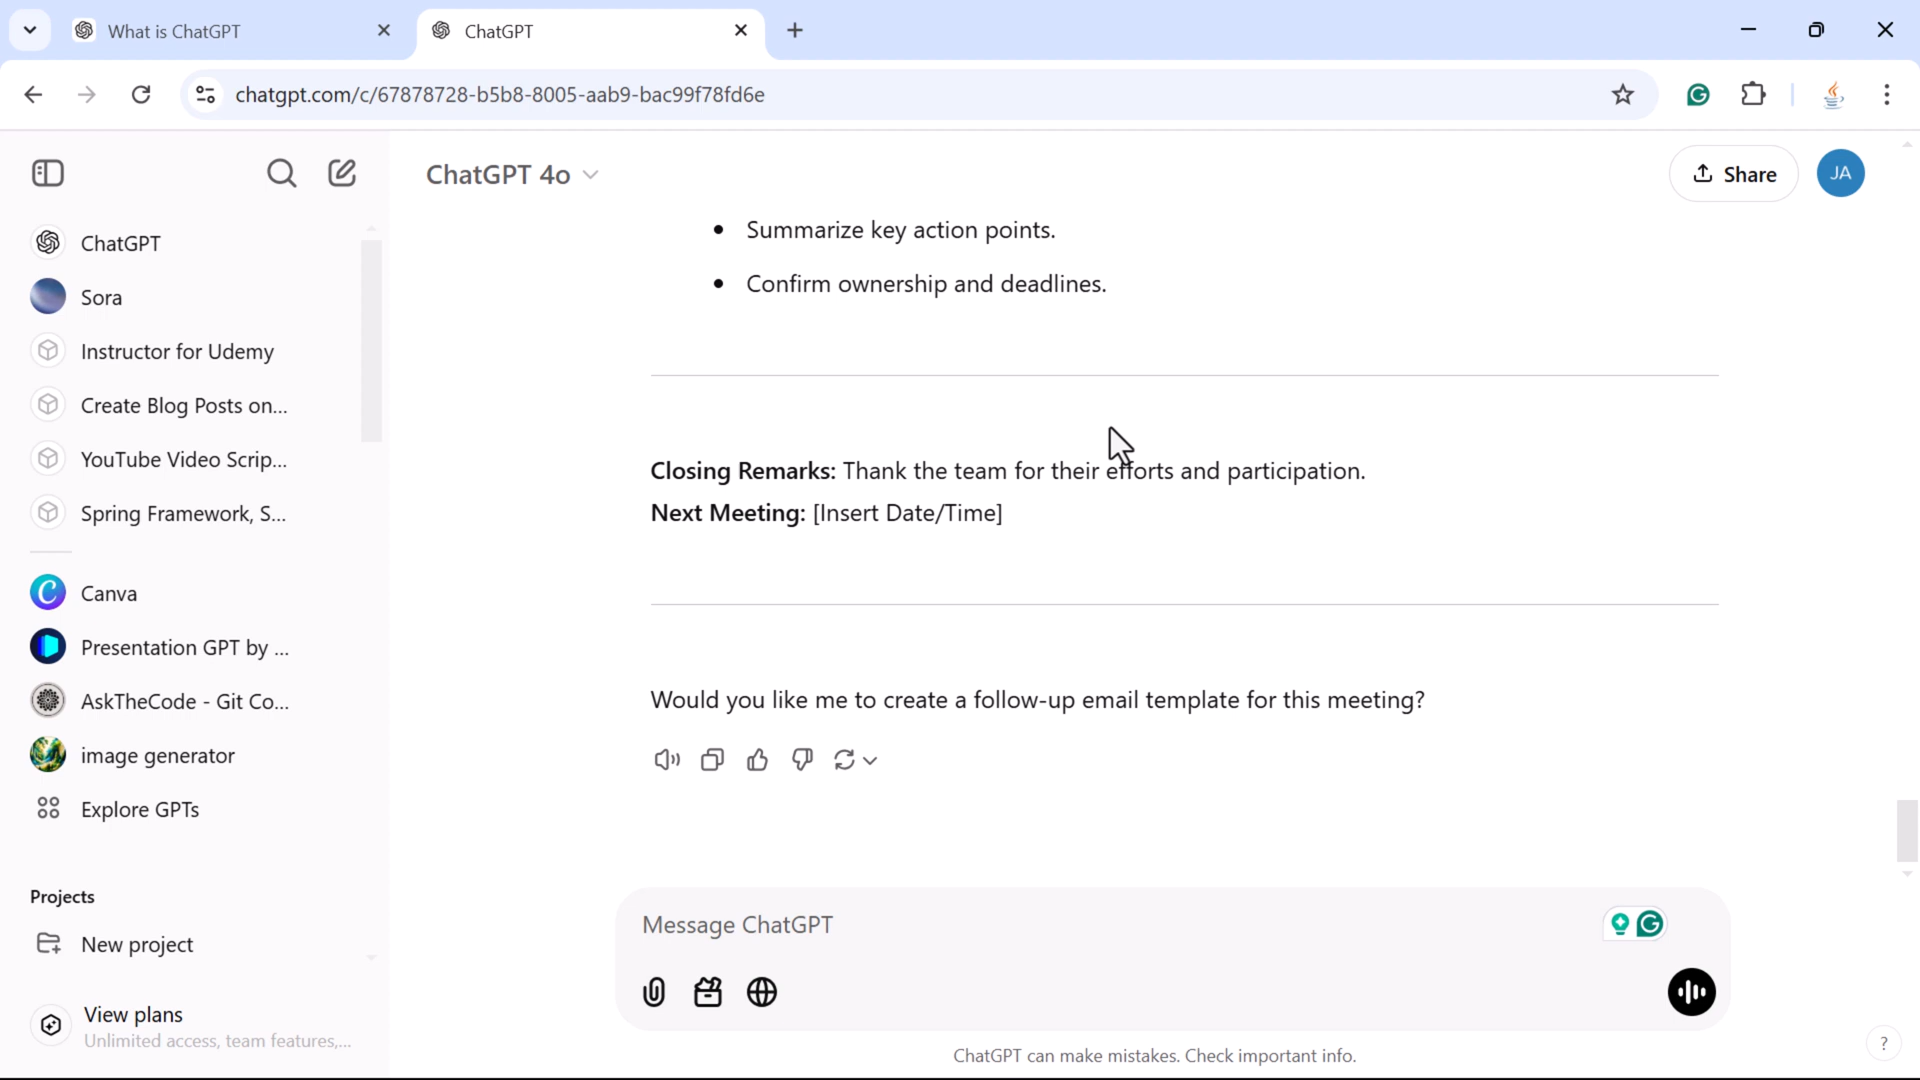 What is ChatGPT
ChatGPT
chatgpt.com/c/67878728-b5b8-8005-aab9-bac99f78fd6e
ChatGPT 4o
Share
JA
ChatGPT
Sora
Instructor for Udemy
Create Blog Posts on...
YouTube Video Scrip...
Spring Framework, S...
Canva
Presentation GPT by ...
AskTheCode - Git Co...
image generator
Explore GPTs
Projects
New project
View plans
Unlimited access, team features,...
• Summarize key action points.
• Confirm ownership and deadlines.
Closing Remarks: Thank the team for their efforts and participation.
Next Meeting: [Insert Date/Time]
Would you like me to create a follow-up email template for this meeting?
Message ChatGPT
ChatGPT can make mistakes. Check important info.
?